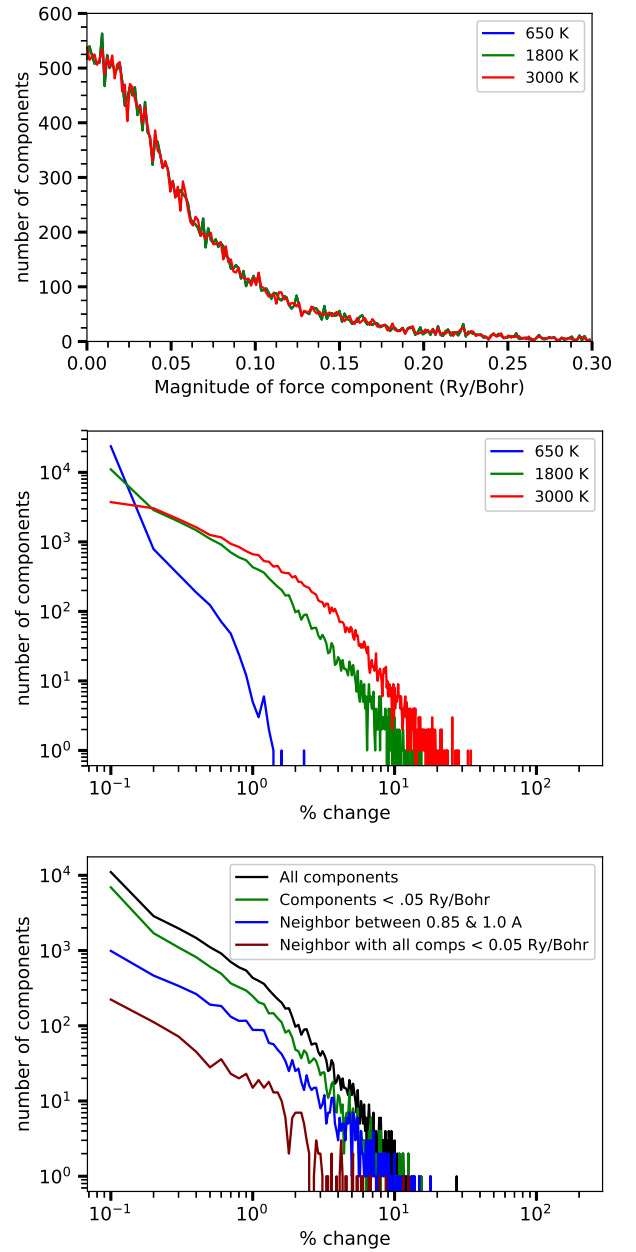 600
500
400
300
200
100
0
number of components
650 K
1800 K
3000 K
0.00 0.05 0.10 0.15 0.20 0.25 0.30
Magnitude of force component (Ry/Bohr)
10⁴
10³
10²
10¹
10⁰
number of components
650 K
1800 K
3000 K
10⁻¹ 10⁰ 10¹ 10²
% change
10⁴
10³
10²
10¹
10⁰
number of components
All components
Components < .05 Ry/Bohr
Neighbor between 0.85 & 1.0 A
Neighbor with all comps < 0.05 Ry/Bohr
10⁻¹ 10⁰ 10¹ 10²
% change